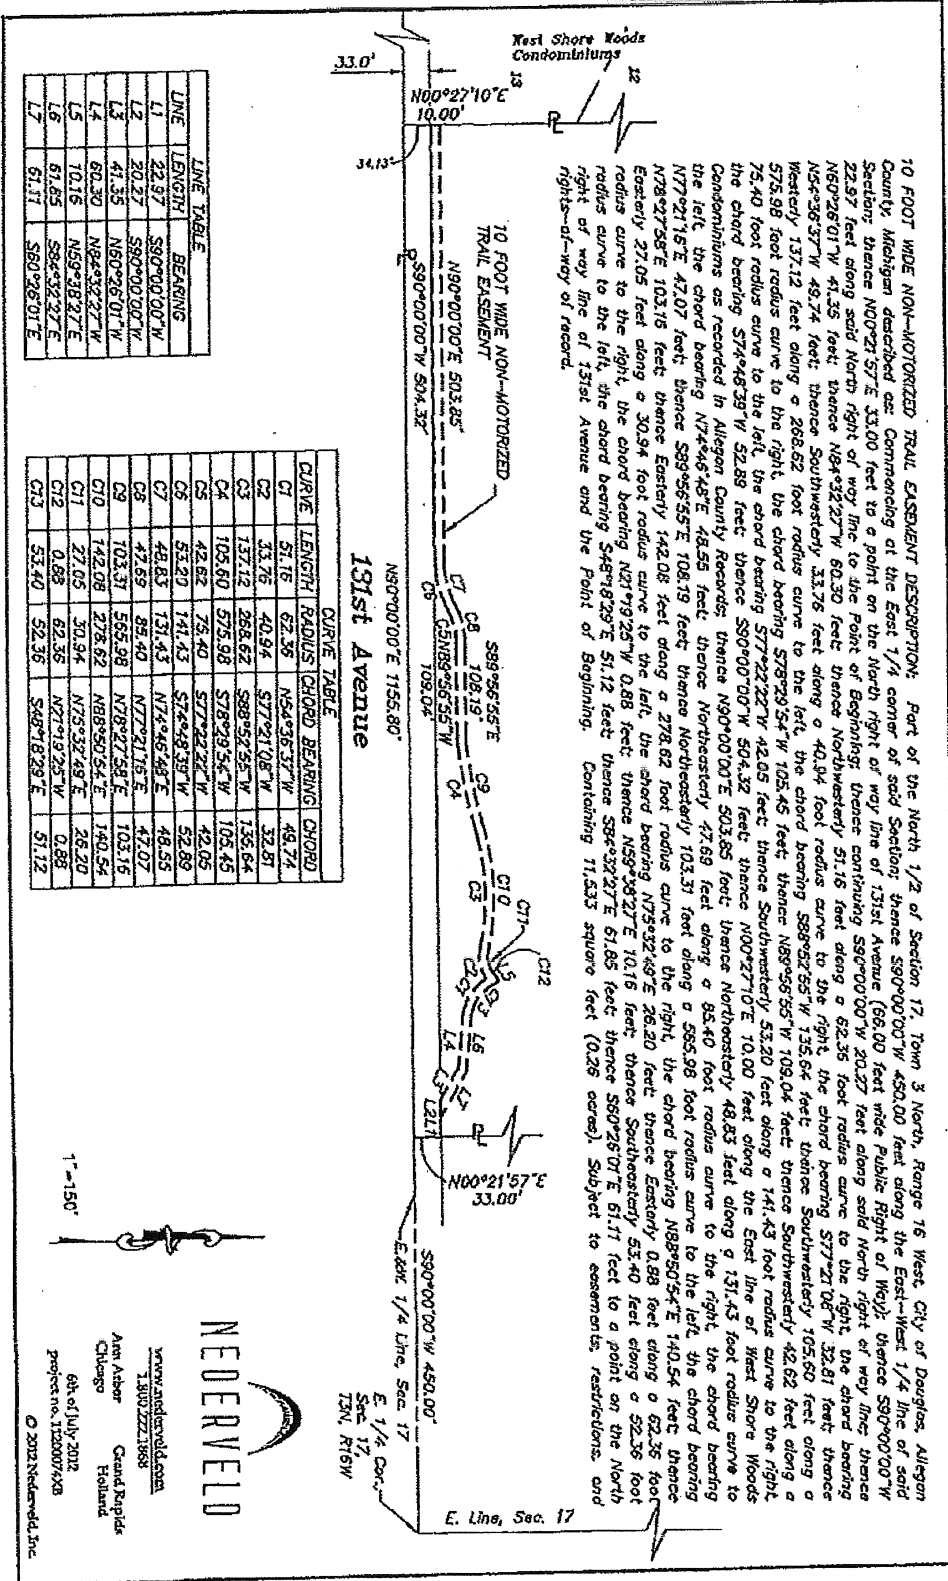 10 FOOT WIDE NON-MOTORIZED TRAIL EASEMENT DESCRIPTION: Part of the North 1/2 of Section 17, Town 3 North, Range 16 West, City of Douglas, Allegan
County, Michigan described as: Commencing at the East 1/4 corner of said Section; thence S90°00'00"W 450.00 feet along the East-West 1/4 line of said
Section; thence N00°21'57"E 33.00 feet to a point on the North right of way line of 131st Avenue (66.00 feet wide Public Right of Way); thence S90°00'00"W
22.97 feet along said North right of way line to the Point of Beginning; thence continuing S90°00'00"W 20.27 feet along said North right of way line; thence
N60°26'01"W 41.35 feet; thence N84°32'27"W 60.30 feet; thence Northwesterly 51.16 feet along a 62.36 foot radius curve to the right, the chord bearing
N54°36'37"W 49.74 feet; thence Southwesterly 33.76 feet along a 40.94 foot radius curve to the right, the chord bearing S77°21'08"W 32.81 feet; thence
Westerly 137.12 feet along a 268.62 foot radius curve to the left, the chord bearing S88°52'55"W 135.64 feet; thence Southwesterly 105.60 feet along a
575.98 foot radius curve to the right, the chord bearing S78°29'54"W 105.45 feet; thence N89°56'55"W 109.04 feet; thence Southwesterly 42.62 feet along a
75.40 foot radius curve to the left, the chord bearing S77°22'22"W 42.05 feet; thence Southwesterly 53.20 feet along a 141.43 foot radius curve to the right,
the chord bearing S74°48'39"W 52.89 feet; thence S90°00'00"W 504.32 feet; thence N00°27'10"E 10.00 feet along the East line of West Shore Woods
Condominiums as recorded in Allegan County Records; thence N90°00'00"E 503.85 feet; thence Northeasterly 48.83 feet along a 131.43 foot radius curve to
the left, the chord bearing N74°46'48"E 48.55 feet; thence Northeasterly 47.69 feet along a 85.40 foot radius curve to the right, the chord bearing
N77°21'16"E 47.07 feet; thence S89°56'55"E 108.19 feet; thence Northeasterly 103.31 feet along a 565.98 foot radius curve to the left, the chord bearing
N78°27'58"E 103.16 feet; thence Easterly 142.08 feet along a 278.62 foot radius curve to the right, the chord bearing N88°50'54"E 140.54 feet; thence
Easterly 27.05 feet along a 30.94 foot radius curve to the left, the chord bearing N75°32'49"E 26.20 feet; thence Easterly 0.88 feet along a 62.36 foot
radius curve to the right, the chord bearing N21°19'25"W 0.88 feet; thence N59°38'27"E 10.16 feet; thence Southeasterly 53.40 feet along a 52.36 foot
radius curve to the left, the chord bearing S48°18'29"E 51.12 feet; thence S84°32'27"E 61.85 feet; thence S60°26'01"E 61.11 feet to a point on the North
right of way line of 131st Avenue and the Point of Beginning. Containing 11,533 square feet (0.26 acres). Subject to easements, restrictions, and
rights-of-way of record.
West Shore Woods
Condominiums
12
13
33.0'
N00°27'10"E
10.00'
34.13'
PL
10 FOOT WIDE NON-MOTORIZED
TRAIL EASEMENT
N90°00'00"E 503.85'
S90°00'00"W 504.32'
C7
C6
C8
C5
S89°56'55"E
108.19'
N89°56'55"W
109.04'
C9
C4
C10
C3
C11
C12
C2
L5
L6
L4
L2
L1
PL
N00°21'57"E
33.00'
N90°00'00"E 1155.80'
131st Avenue
S90°00'00"W 450.00'
E.&W. 1/4 Line, Sec. 17
E. 1/4 Cor.,
Sec. 17,
T3N, R16W
E. Line, Sec. 17
LINE TABLE
LINE LENGTH BEARING
L1 22.97 S90°00'00"W
L2 20.27 S90°00'00"W
L3 41.35 N60°26'01"W
L4 60.30 N84°32'27"W
L5 10.16 N59°38'27"E
L6 61.85 S84°32'27"E
L7 61.11 S60°26'01"E
CURVE TABLE
CURVE LENGTH RADIUS CHORD BEARING CHORD
C1 51.16 62.36 N54°36'37"W 49.74
C2 33.76 40.94 S77°21'08"W 32.81
C3 137.12 268.62 S88°52'55"W 135.64
C4 105.60 575.98 S78°29'54"W 105.45
C5 42.62 75.40 S77°22'22"W 42.05
C6 53.20 141.43 S74°48'39"W 52.89
C7 48.83 131.43 N74°46'48"E 48.55
C8 47.69 85.40 N77°21'16"E 47.07
C9 103.31 565.98 N78°27'58"E 103.16
C10 142.08 278.62 N88°50'54"E 140.54
C11 27.05 30.94 N75°32'49"E 26.20
C12 0.88 62.36 N21°19'25"W 0.88
C13 53.40 52.36 S48°18'29"E 51.12
1"=150'
NEDERVELD
www.nederveld.com
1.800.222.1868
Ann Arbor Grand Rapids
Chicago Holland
6th of July 2012
project no. 11200074XB
© 2012 Nederveld, Inc.